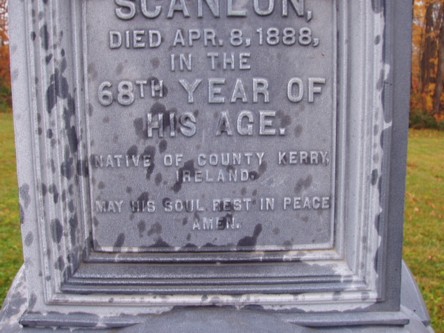 SCANLON,
DIED APR. 8, 1888,
IN THE
68TH YEAR OF
HIS AGE.
NATIVE OF COUNTY KERRY,
IRELAND.
MAY HIS SOUL REST IN PEACE
AMEN.